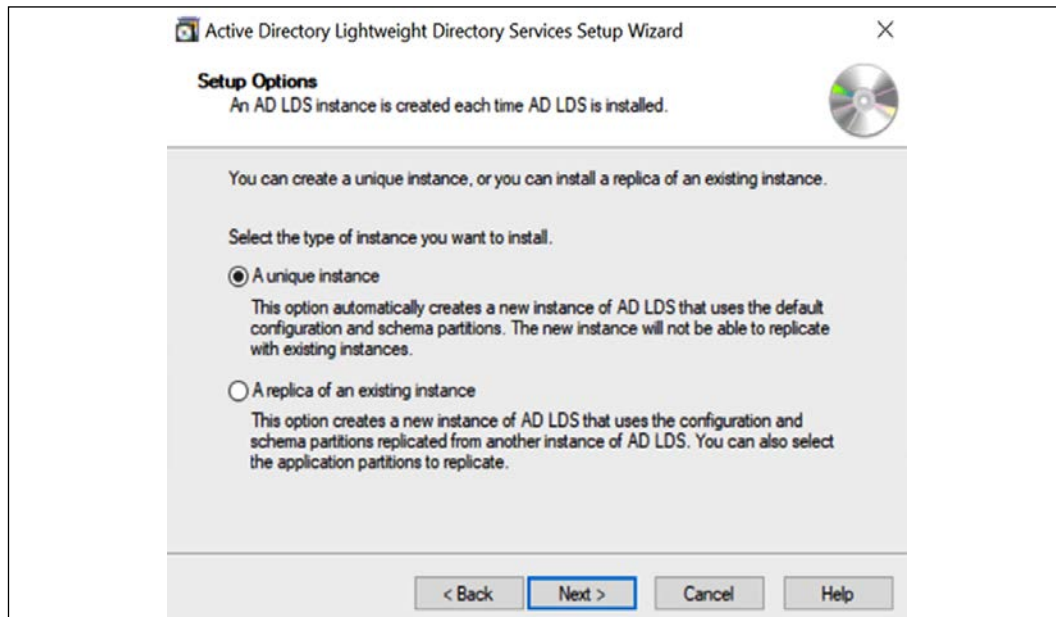 Active Directory Lightweight Directory Services Setup Wizard
Setup Options
An AD LDS instance is created each time AD LDS is installed.
You can create a unique instance, or you can install a replica of an existing instance.
Select the type of instance you want to install.
A unique instance
This option automatically creates a new instance of AD LDS that uses the default
configuration and schema partitions. The new instance will not be able to replicate
with existing instances.
A replica of an existing instance
This option creates a new instance of AD LDS that uses the configuration and
schema partitions replicated from another instance of AD LDS. You can also select
the application partitions to replicate.
< Back Next > Cancel Help